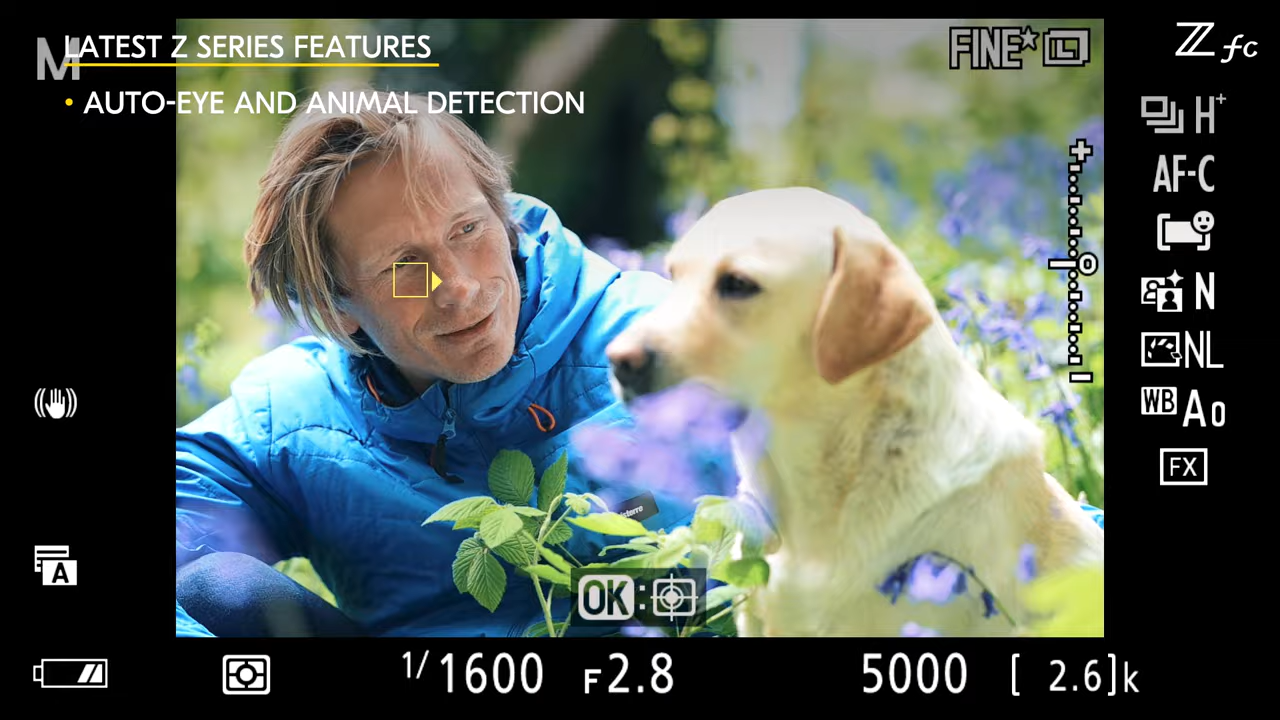 LATEST Z SERIES FEATURES
M
• AUTO-EYE AND ANIMAL DETECTION
FINE★ L
Z fc
H+
AF-C
N
NL
WB A0
FX
A
OK:
1/1600 F2.8 5000 [2.6]k